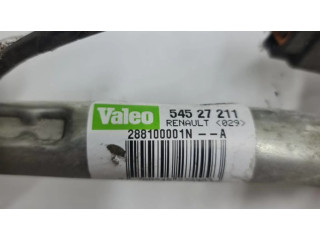 Valeo 545 27 211
RENAULT <029>
288100001N--A